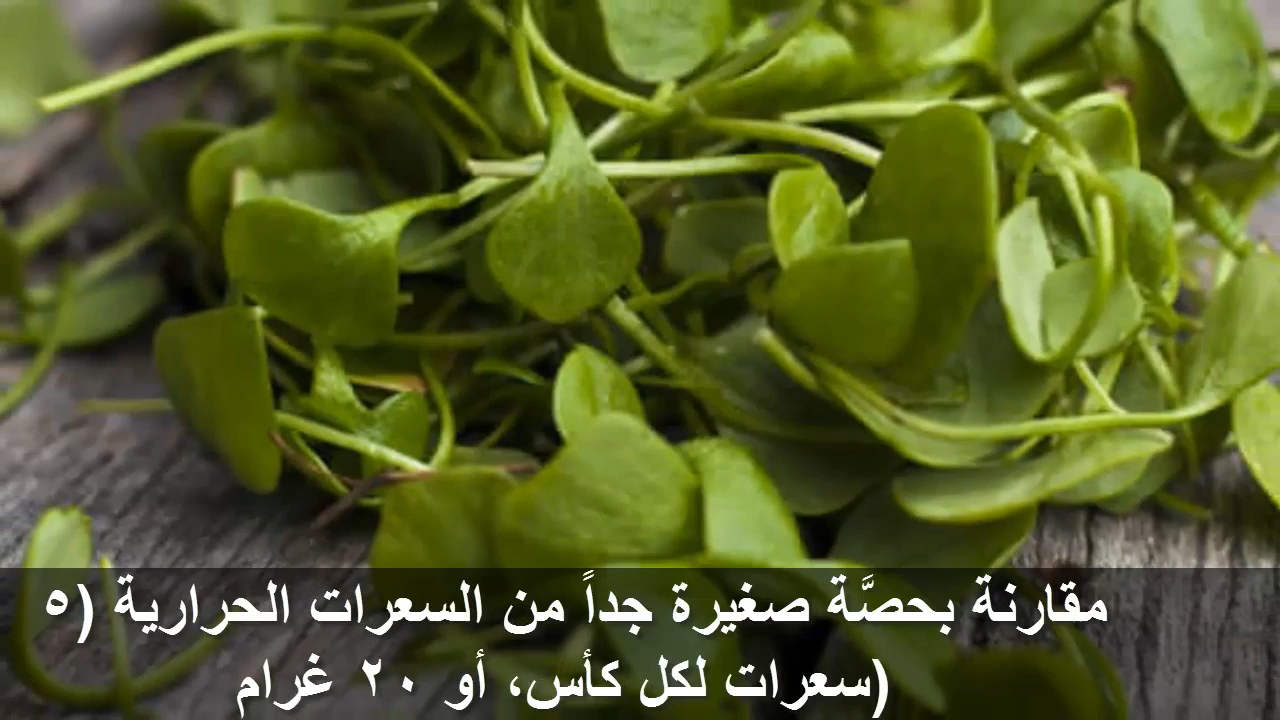 مقارنة بحصَّة صغيرة جداً من السعرات الحرارية (٥
سعرات لكل كأس، أو ٢٠ غرام)